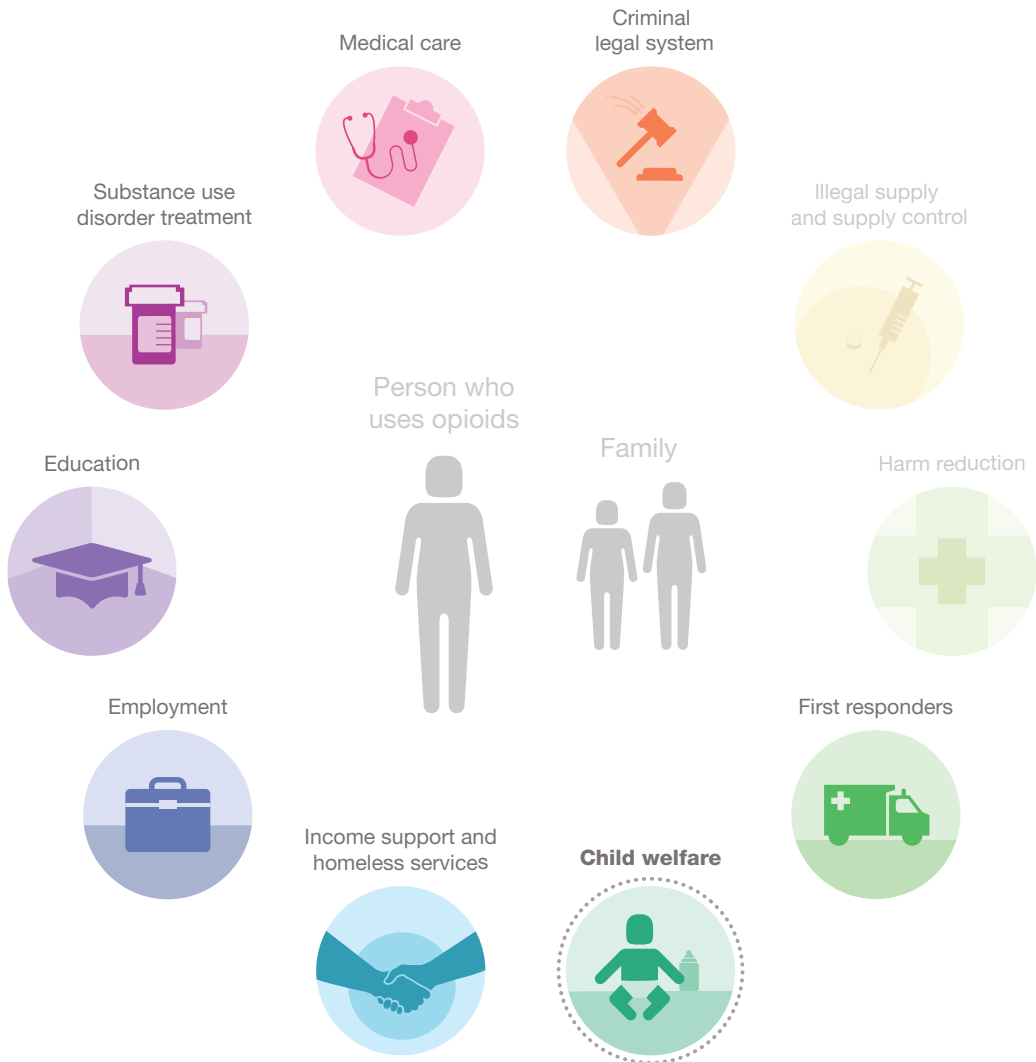 Criminal
legal system
Medical care
Substance use
disorder treatment
Illegal supply
and supply control
Person who
uses opioids
Family
Education
Harm reduction
Employment
First responders
Income support and
homeless services
Child welfare